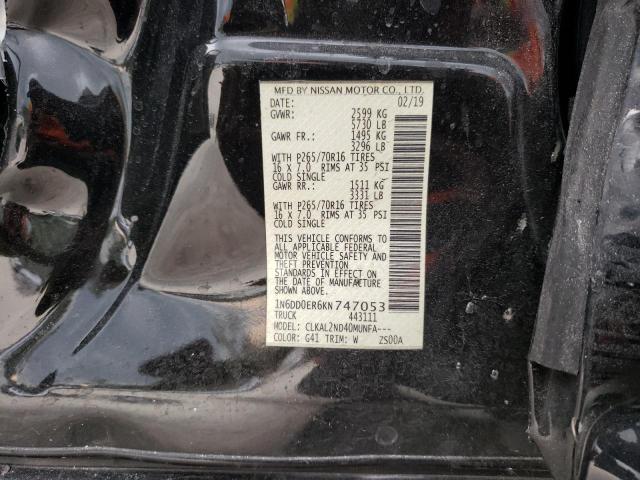 MFD BY NISSAN MOTOR CO., LTD.
DATE: 02/19
GVWR: 2599 KG
5730 LB
GAWR FR.: 1495 KG
3296 LB
WITH P265/70R16 TIRES
16 X 7.0 RIMS AT 35 PSI
COLD SINGLE
GAWR RR.: 1511 KG
3331 LB
WITH P265/70R16 TIRES
16 X 7.0 RIMS AT 35 PSI
COLD SINGLE
THIS VEHICLE CONFORMS TO
ALL APPLICABLE FEDERAL
MOTOR VEHICLE SAFETY AND
THEFT PREVENTION
STANDARDS IN EFFECT ON
THE DATE OF MANUFACTURE
1N6DD0ER6KN747053
TRUCK 443111
MODEL: CLKAL2ND40MUNFA---
COLOR: G41 TRIM: W ZS00A